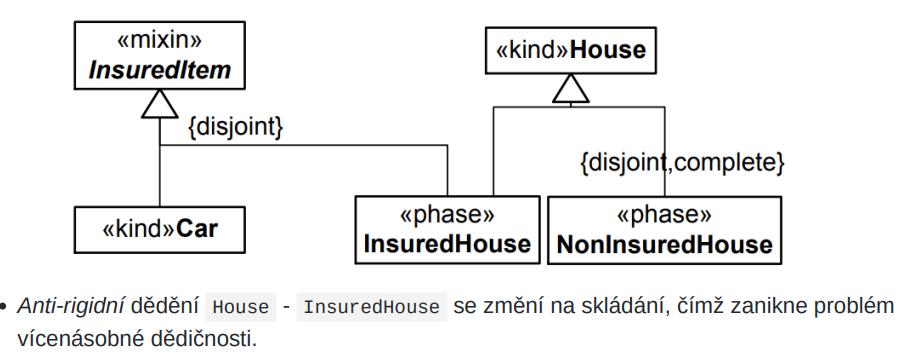 «mixin»
InsuredItem
«kind»House
{disjoint}
{disjoint,complete}
«kind»Car
«phase»
InsuredHouse
«phase»
NonInsuredHouse
• Anti-rigidní dědění House - InsuredHouse se změní na skládání, čímž zanikne problém
vícenásobné dědičnosti.